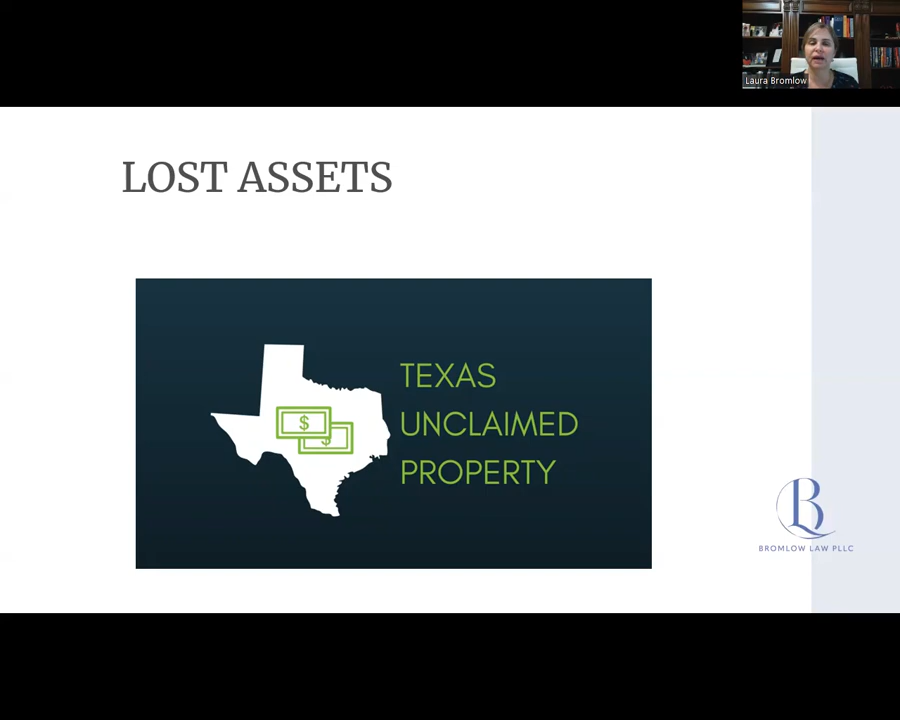 Laura Bromlow
LOST ASSETS
TEXAS
UNCLAIMED
PROPERTY
$
$
BROMLOW LAW PLLC